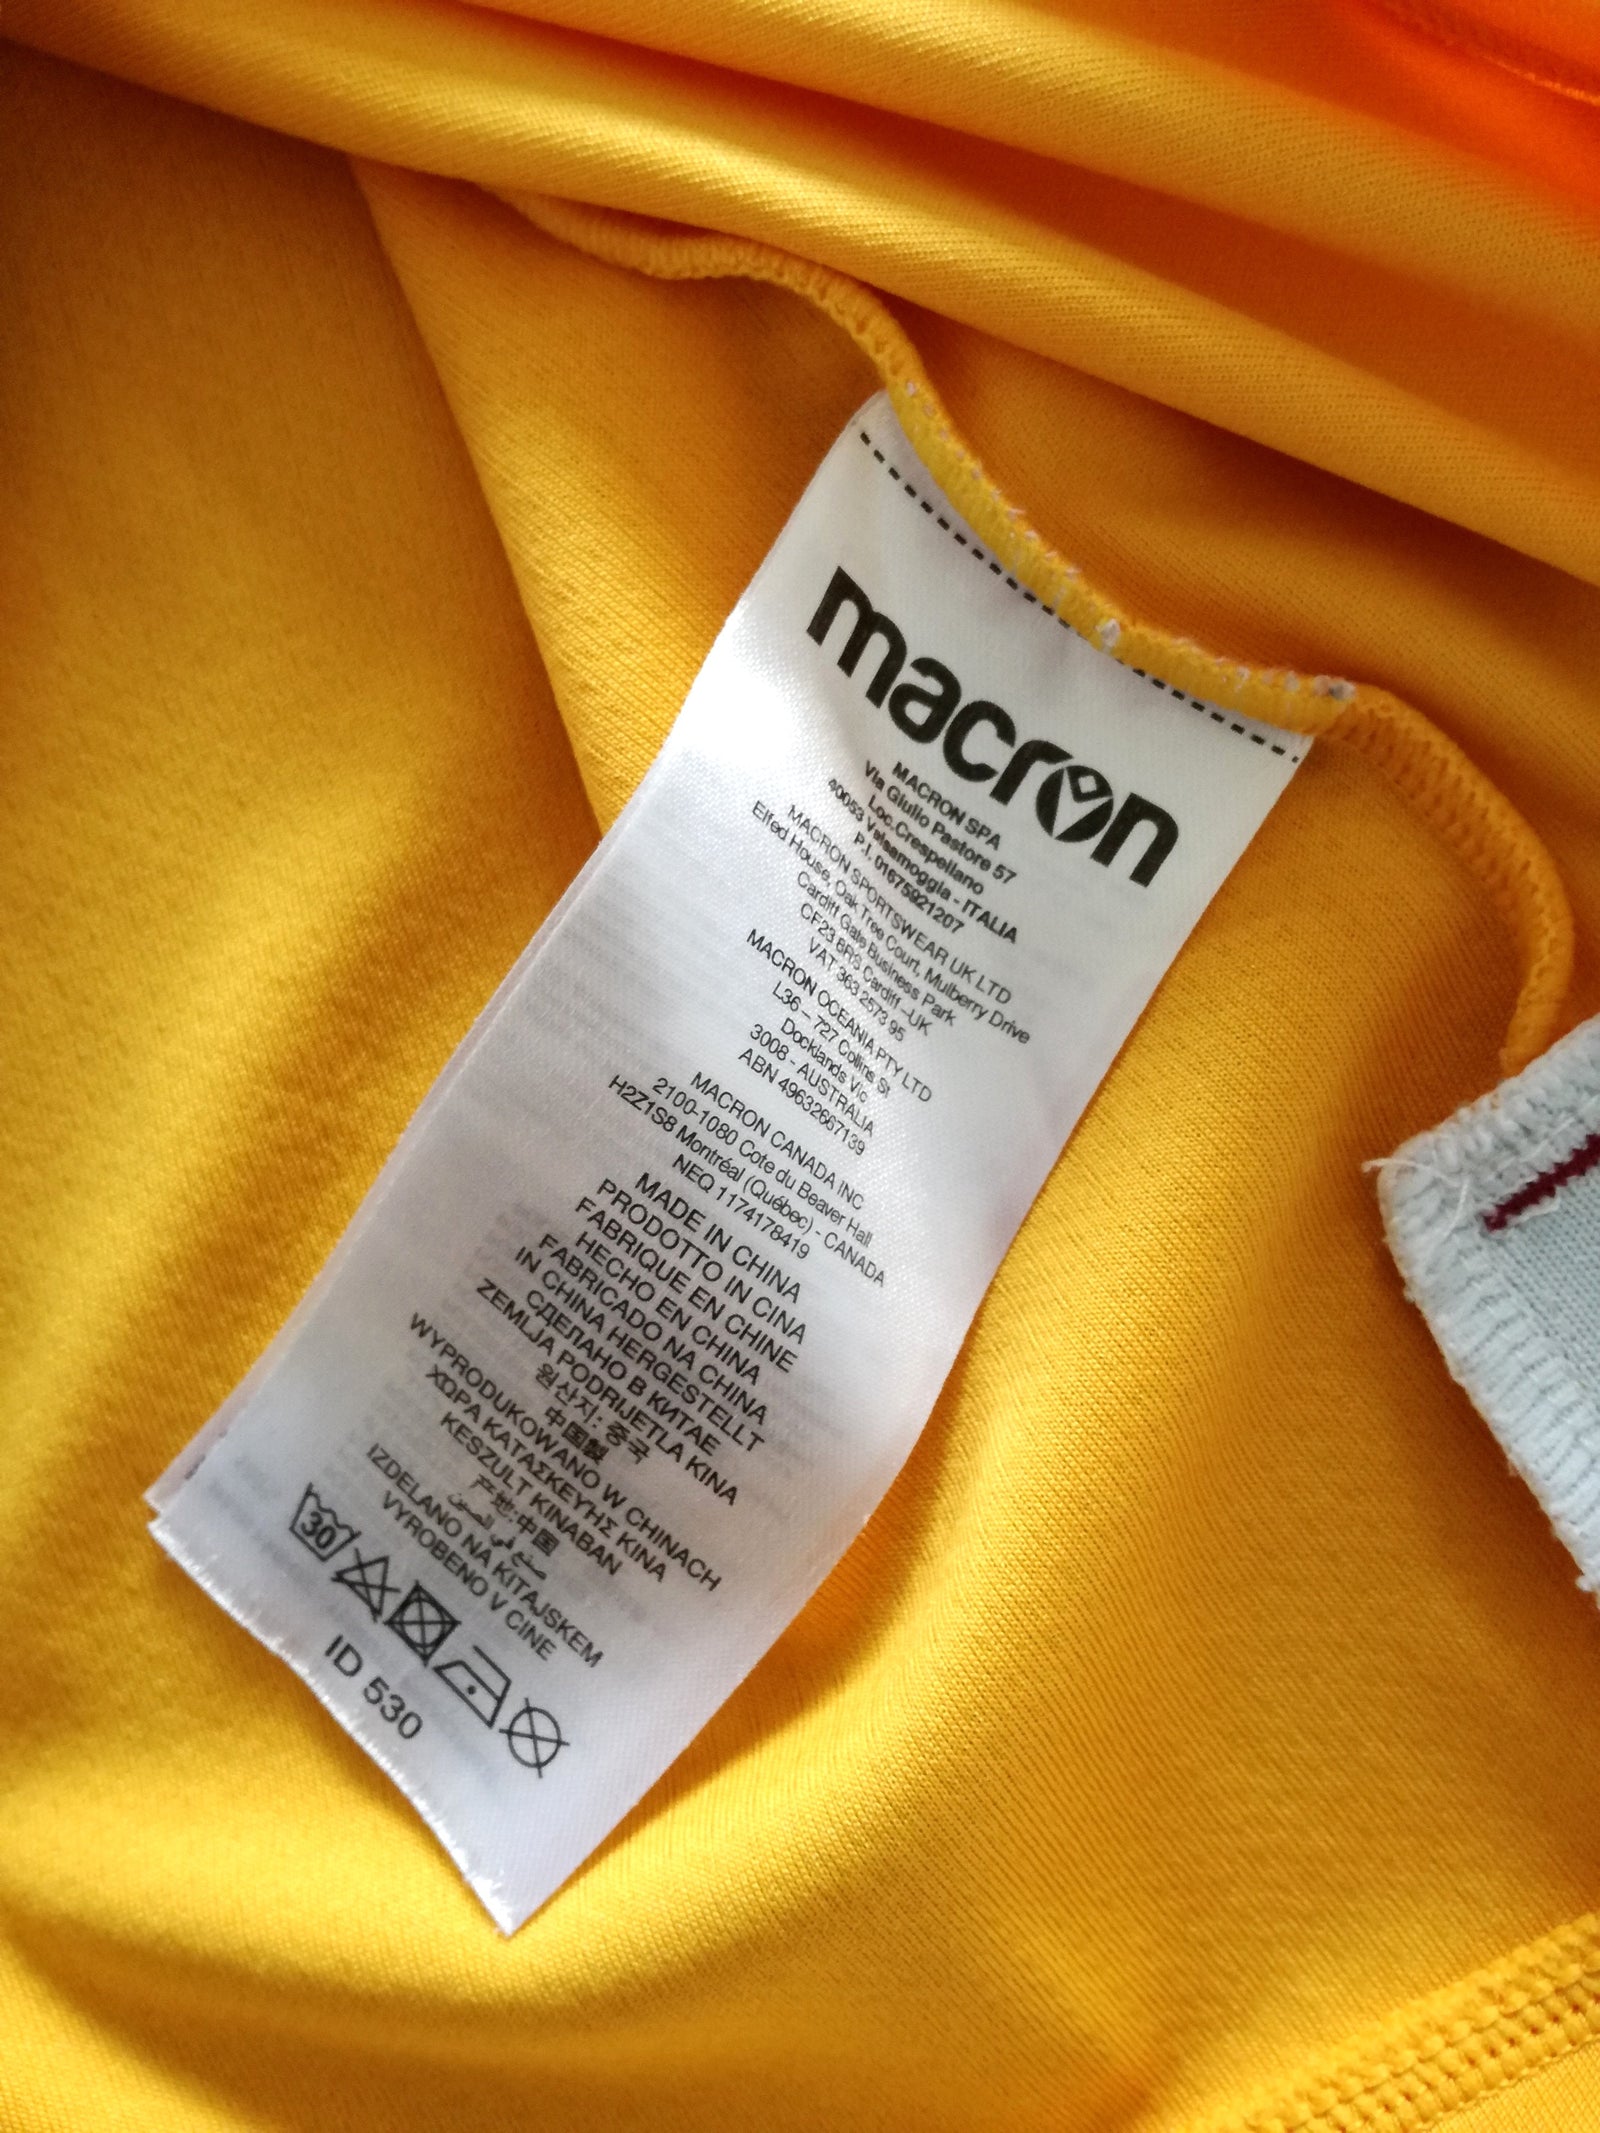 macron
MACRON SPA
Via Giulio Pastore 57
Loc.Crespellano
40053 Valsamoggia - ITALIA
P.I. 01675921207
MACRON SPORTSWEAR UK LTD
Elfed House, Oak Tree Court, Mulberry Drive
Cardiff Gate Business Park
CF23 8RS Cardiff –UK
VAT 363 2573 95
MACRON OCEANIA PTY LTD
L36 – 727 Collins St
Docklands Vic
3008 - AUSTRALIA
ABN 49632667139
MACRON CANADA INC
2100-1080 Cote du Beaver Hall
H2Z1S8 Montréal (Québec) - CANADA
NEQ 1174178419
MADE IN CHINA
PRODOTTO IN CINA
FABRIQUE EN CHINE
HECHO EN CHINA
FABRICADO NA CHINA
IN CHINA HERGESTELLT
СДЕЛАНО В КИТАЕ
ZEMLJA PODRIJETLA KINA
원산지: 중국
中国製
WYPRODUKOWANO W CHINACH
ΧΩΡΑ ΚΑΤΑΣΚΕΥΗΣ ΚΙΝΑ
KESZULT KINABAN
产地:中国
صنع في الصين
IZDELANO NA KITAJSKEM
VYROBENO V CINE
30
ID 530